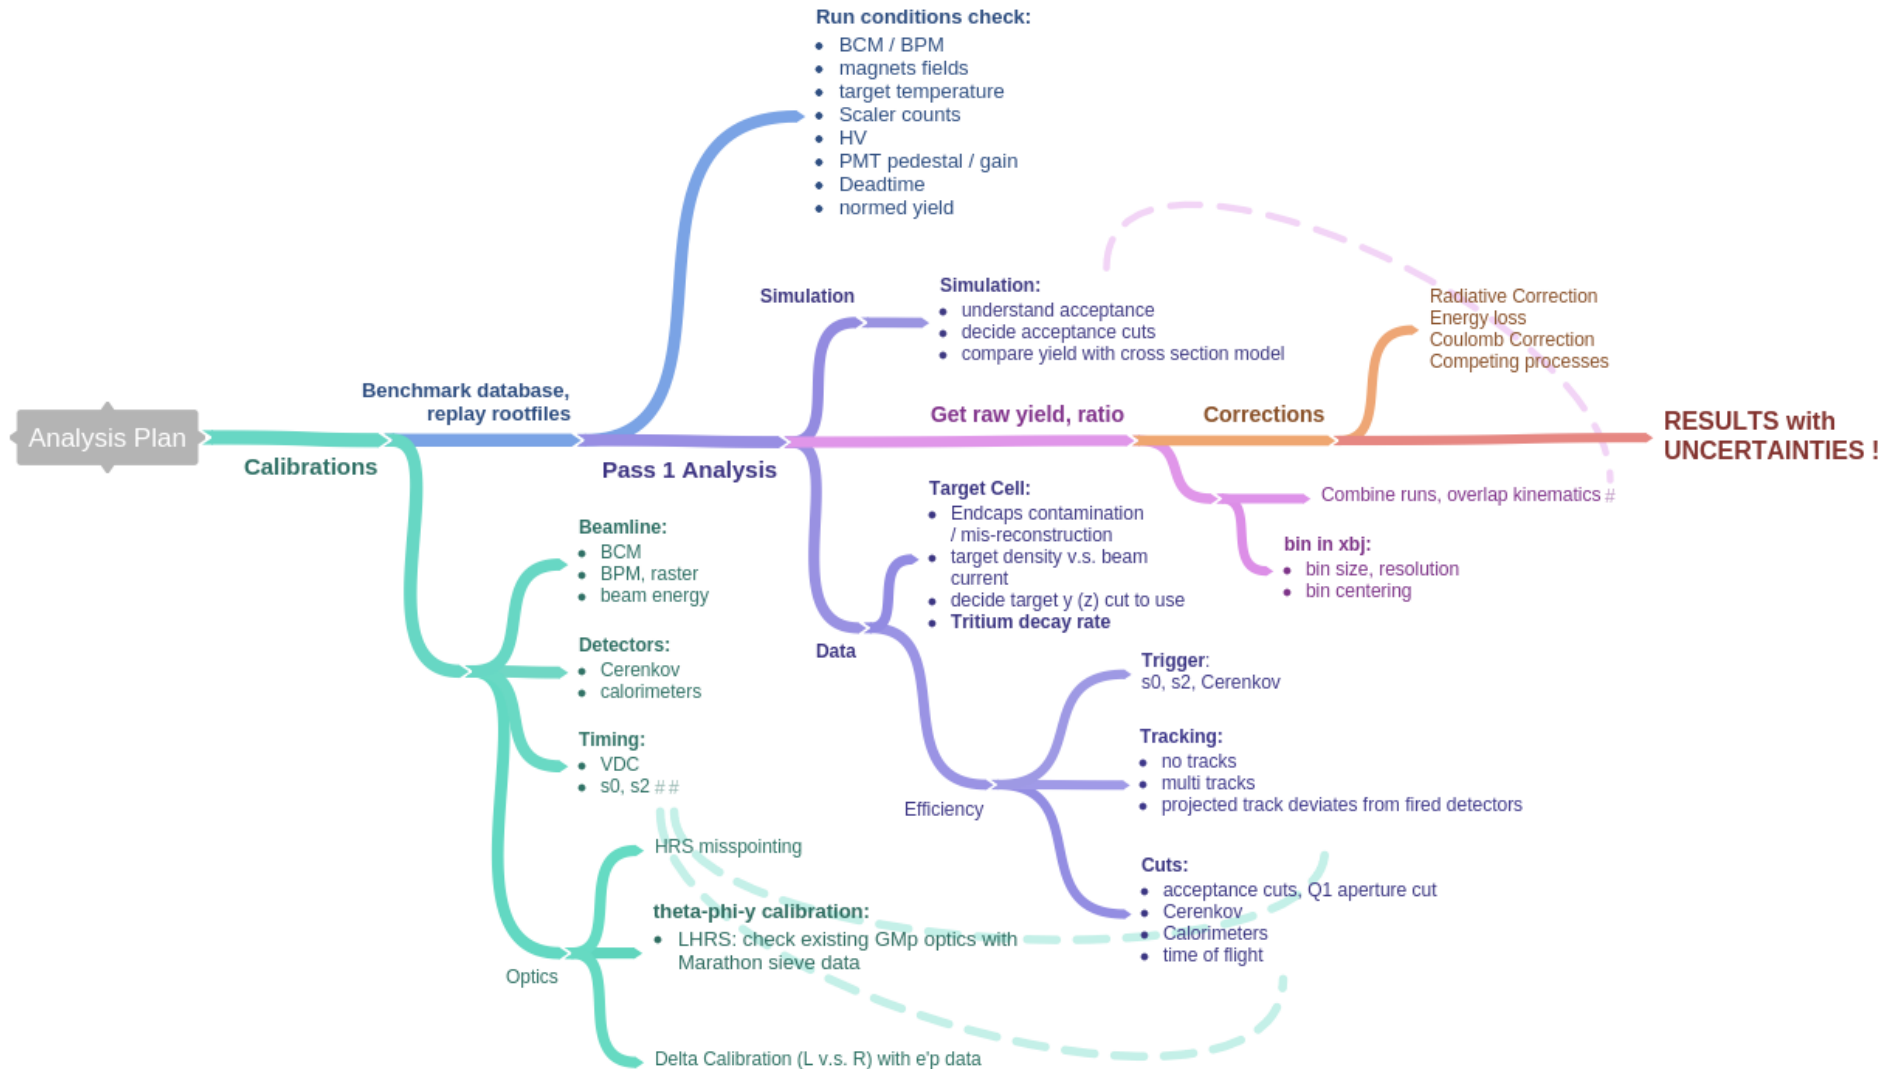 Run conditions check:
• BCM / BPM
• magnets fields
• target temperature
• Scaler counts
• HV
• PMT pedestal / gain
• Deadtime
• normed yield
Simulation
Simulation:
• understand acceptance
• decide acceptance cuts
• compare yield with cross section model
Radiative Correction
Energy loss
Coulomb Correction
Competing processes
Analysis Plan
Calibrations
Benchmark database,
replay rootfiles
Pass 1 Analysis
Get raw yield, ratio
Corrections
RESULTS with
UNCERTAINTIES !
Combine runs, overlap kinematics #
bin in xbj:
• bin size, resolution
• bin centering
Target Cell:
• Endcaps contamination
/ mis-reconstruction
• target density v.s. beam
current
• decide target y (z) cut to use
• Tritium decay rate
Data
Beamline:
• BCM
• BPM, raster
• beam energy
Detectors:
• Cerenkov
• calorimeters
Timing:
• VDC
• s0, s2 # #
Efficiency
Trigger:
s0, s2, Cerenkov
Tracking:
• no tracks
• multi tracks
• projected track deviates from fired detectors
Cuts:
• acceptance cuts, Q1 aperture cut
• Cerenkov
• Calorimeters
• time of flight
Optics
HRS misspointing
theta-phi-y calibration:
• LHRS: check existing GMp optics with
Marathon sieve data
Delta Calibration (L v.s. R) with e'p data